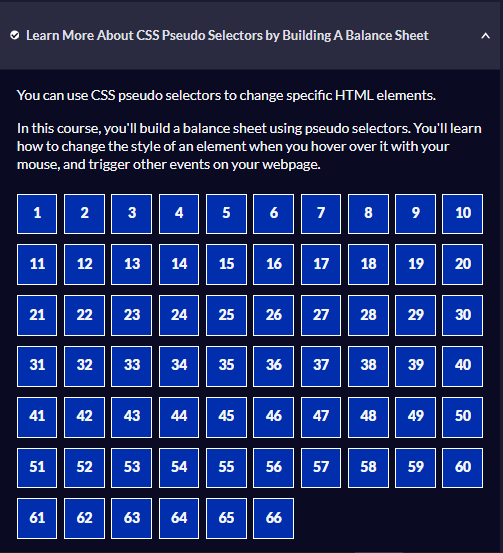 Learn More About CSS Pseudo Selectors by Building A Balance Sheet
You can use CSS pseudo selectors to change specific HTML elements.
In this course, you'll build a balance sheet using pseudo selectors. You'll learn
how to change the style of an element when you hover over it with your
mouse, and trigger other events on your webpage.
1 2 3 4 5 6 7 8 9 10
11 12 13 14 15 16 17 18 19 20
21 22 23 24 25 26 27 28 29 30
31 32 33 34 35 36 37 38 39 40
41 42 43 44 45 46 47 48 49 50
51 52 53 54 55 56 57 58 59 60
61 62 63 64 65 66